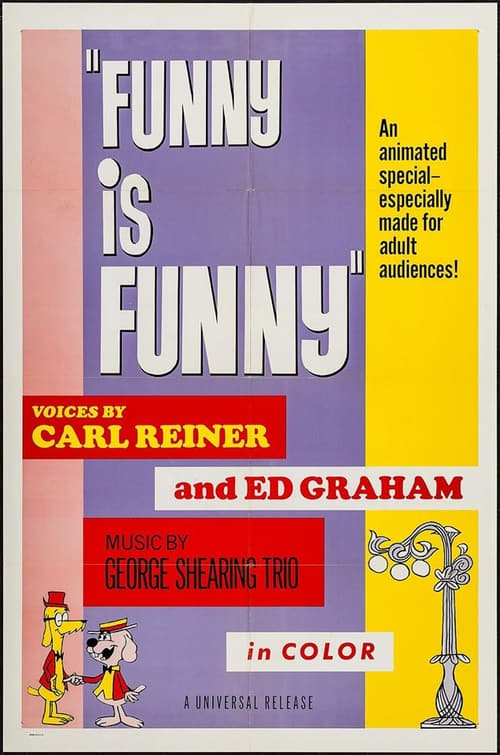 "FUNNY
iS
FUNNY"
An
animated
special–
especially
made for
adult
audiences!
VOICES BY
CARL REINER
and ED GRAHAM
MUSIC BY
GEORGE SHEARING TRIO
in COLOR
A UNIVERSAL RELEASE